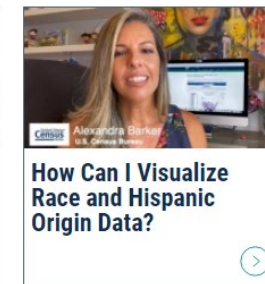 Census
Alexandra Barker
U.S. Census Bureau
How Can I Visualize
Race and Hispanic
Origin Data?